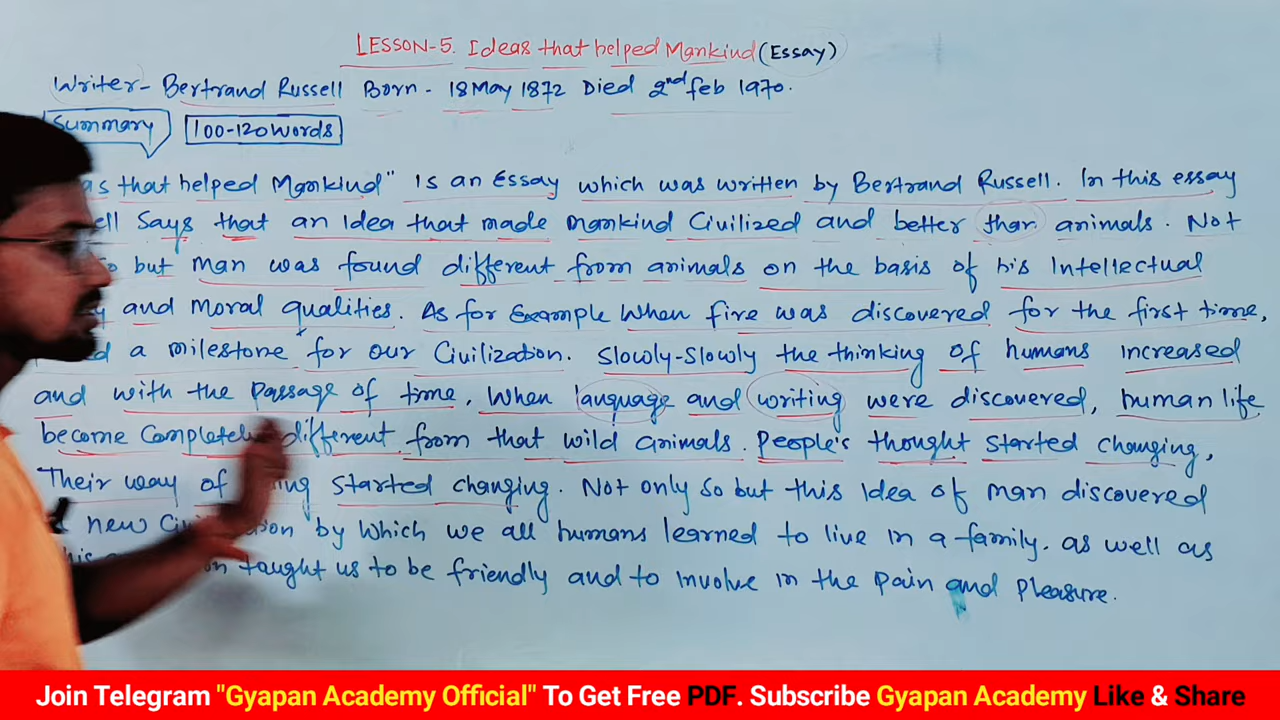 LESSON-5. Ideas that helped Mankind (Essay)
Writer- Bertrand Russell Born - 18 May 1872 Died 2nd feb 1970.
Summary 100-120 words
that helped Mankind" Is an Essay which was written by Bertrand Russell. In this essay
Says that an Idea that made Mankind Civilized and better than animals. Not
but Man was found different from animals on the basis of his Intellectual
and Moral qualities. As for Example When fire was discovered for the first time,
a milestone for our Civilization. Slowly-Slowly the thinking of humans increased
and with the passage of time, When language and writing were discovered, human life
become Completely different from that wild animals. People's thought started changing,
Their way of started changing. Not only so but this Idea of man discovered
new by which we all humans learned to live in a family. as well as
taught us to be friendly and to involve in the pain and pleasure.
Join Telegram "Gyapan Academy Official" To Get Free PDF. Subscribe Gyapan Academy Like & Share